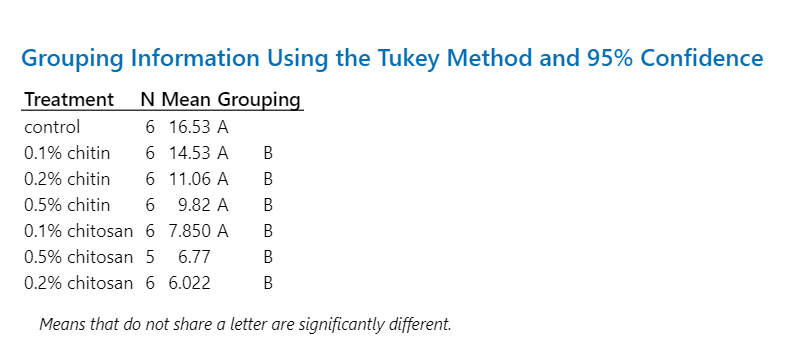 Grouping Information Using the Tukey Method and 95% Confidence
Treatment N Mean Grouping
control 6 16.53 A
0.1% chitin 6 14.53 A B
0.2% chitin 6 11.06 A B
0.5% chitin 6 9.82 A B
0.1% chitosan 6 7.850 A B
0.5% chitosan 5 6.77 B
0.2% chitosan 6 6.022 B
Means that do not share a letter are significantly different.